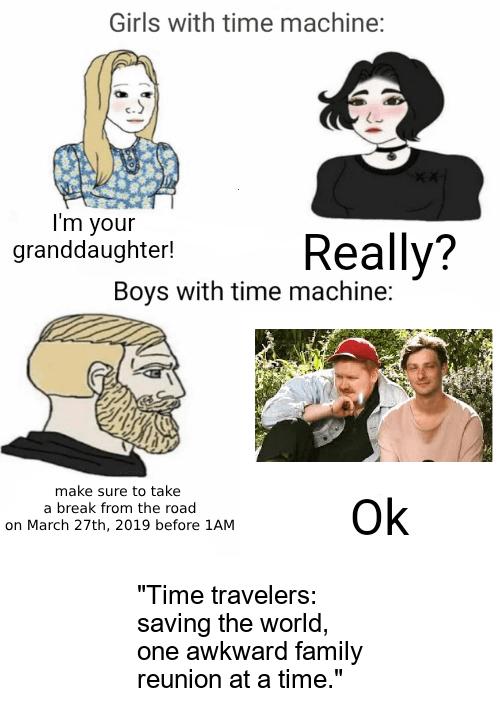 Girls with time machine:
I'm your
granddaughter!
Really?
Boys with time machine:
make sure to take
a break from the road
on March 27th, 2019 before 1AM
Ok
"Time travelers:
saving the world,
one awkward family
reunion at a time."